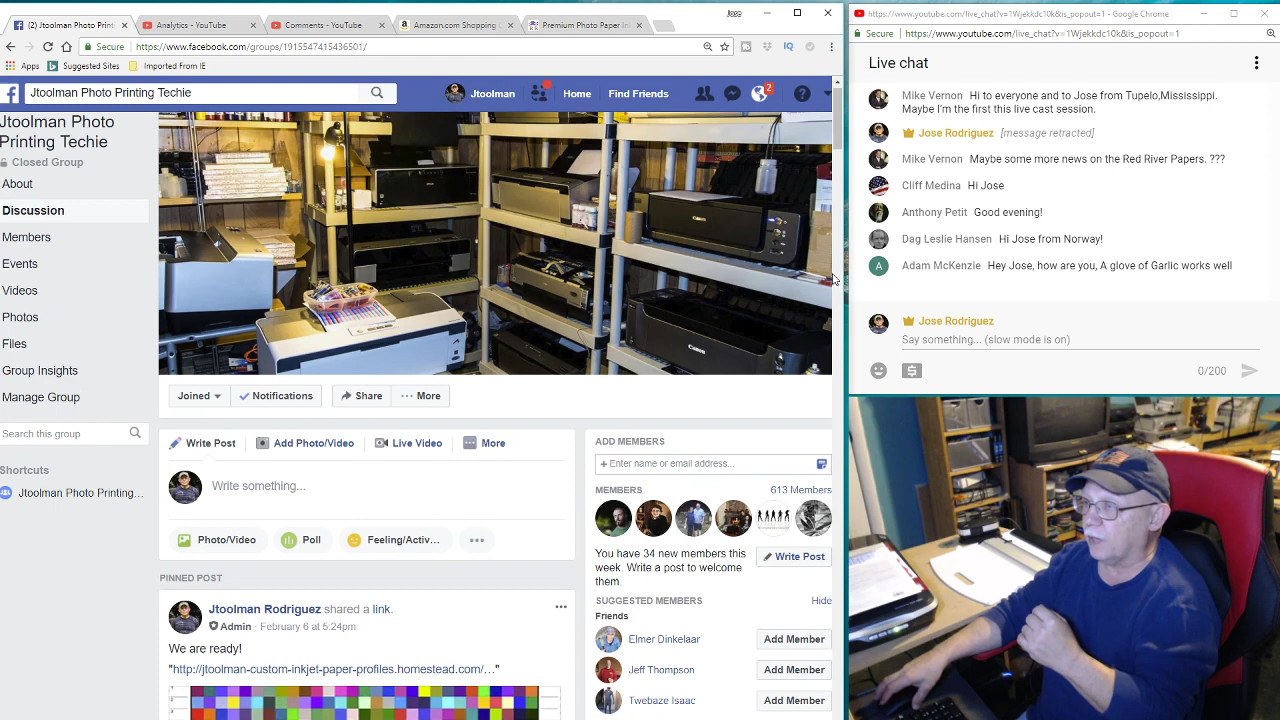 (2) Jtoolman Photo Print
Analytics - YouTube
Comments - YouTube
Amazon.com Shopping
Premium Photo Paper In
Jose
Secure
https://www.facebook.com/groups/1915547415436501/
Apps
Suggested Sites
Imported From IE
Jtoolman Photo Printing Techie
Jtoolman
Home
Find Friends
2
Jtoolman Photo
Printing Techie
Closed Group
About
Discussion
Members
Events
Videos
Photos
Files
Group Insights
Manage Group
Search this group
Shortcuts
Jtoolman Photo Printing...
Canon
Canon
Joined
Notifications
Share
More
Write Post
Add Photo/Video
Live Video
More
Write something...
Photo/Video
Poll
Feeling/Activ...
PINNED POST
Jtoolman Rodriguez shared a link.
Admin · February 6 at 5:24pm
We are ready!
"http://jtoolman-custom-inkjet-paper-profiles.homestead.com/..."
ADD MEMBERS
+ Enter name or email address...
MEMBERS
613 Members
You have 34 new members this
week. Write a post to welcome
them.
Write Post
SUGGESTED MEMBERS
Hide
Friends
Elmer Dinkelaar
Add Member
Jeff Thompson
Add Member
Twebaze Isaac
Add Member
https://www.youtube.com/live_chat?v=1Wjekkdc10k&is_popout=1 - Google Chrome
Secure
https://www.youtube.com/live_chat?v=1Wjekkdc10k&is_popout=1
Live chat
Mike Vernon Hi to everyone and to Jose from Tupelo,Mississippi.
Maybe I'm the first this live cast session.
Jose Rodriguez [message retracted]
Mike Vernon Maybe some more news on the Red River Papers. ???
Cliff Medina Hi Jose
Anthony Petit Good evening!
Dag Leslie Hansen Hi Jose from Norway!
A
Adam McKenzie Hey Jose, how are you, A glove of Garlic works well
Jose Rodriguez
Say something... (slow mode is on)
0/200